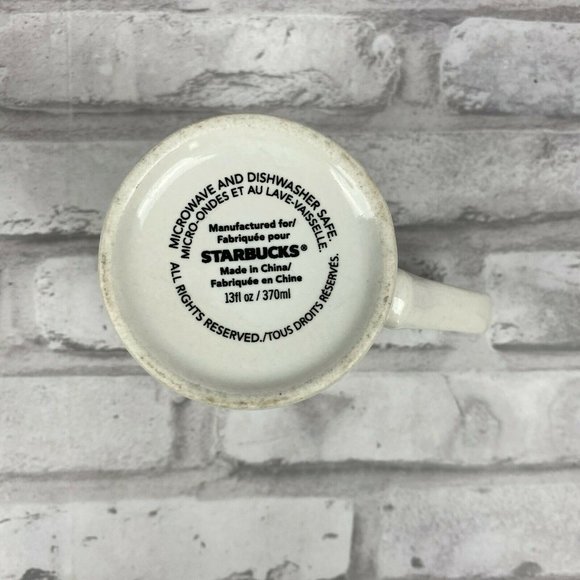 MICROWAVE AND DISHWASHER SAFE.
MICRO-ONDES ET AU LAVE-VAISSELLE.
Manufactured for/
Fabriquée pour
STARBUCKS®
Made in China/
Fabriquée en Chine
13fl oz / 370ml
ALL RIGHTS RESERVED./TOUS DROITS RÉSERVÉS.